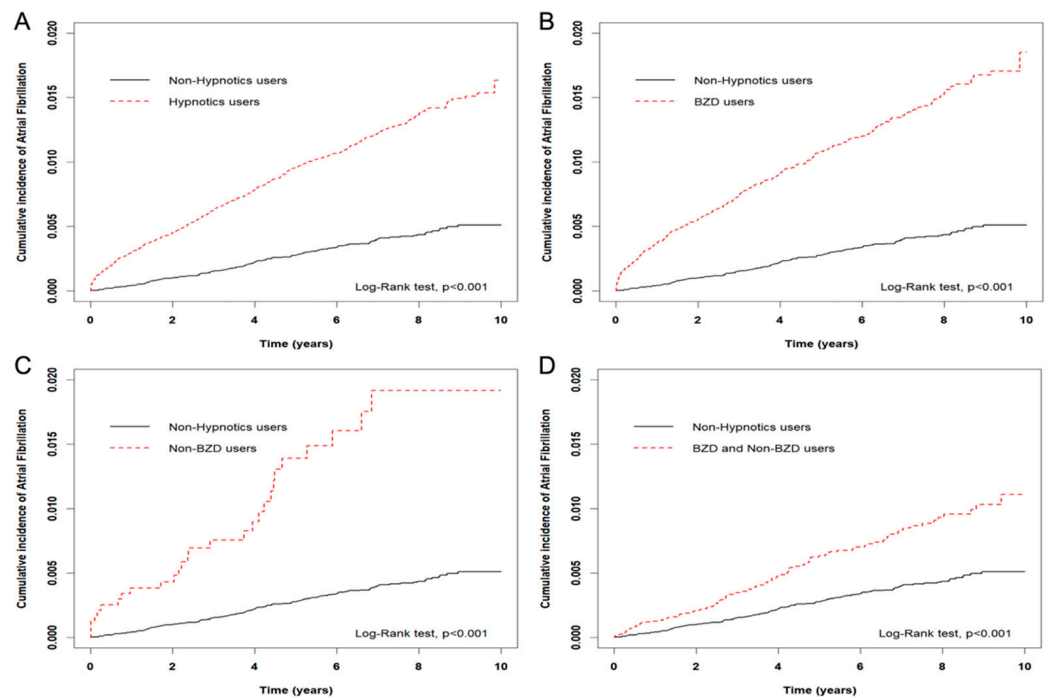 A
Cumulative incidence of Atrial Fibrillation
0.020
0.015
0.010
0.005
0.000
Non-Hypnotics users
Hypnotics users
Log-Rank test, p<0.001
0 2 4 6 8 10
Time (years)
B
Cumulative incidence of Atrial Fibrillation
0.020
0.015
0.010
0.005
0.000
Non-Hypnotics users
BZD users
Log-Rank test, p<0.001
0 2 4 6 8 10
Time (years)
C
Cumulative incidence of Atrial Fibrillation
0.020
0.015
0.010
0.005
0.000
Non-Hypnotics users
Non-BZD users
Log-Rank test, p<0.001
0 2 4 6 8 10
Time (years)
D
Cumulative incidence of Atrial Fibrillation
0.020
0.015
0.010
0.005
0.000
Non-Hypnotics users
BZD and Non-BZD users
Log-Rank test, p<0.001
0 2 4 6 8 10
Time (years)